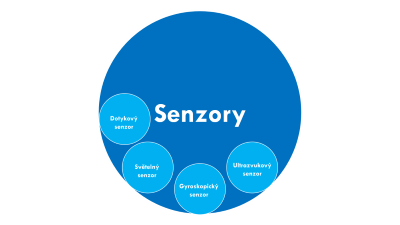 Senzory
Dotykový
senzor
Světelný
senzor
Gyroskopický
senzor
Ultrazvukový
senzor